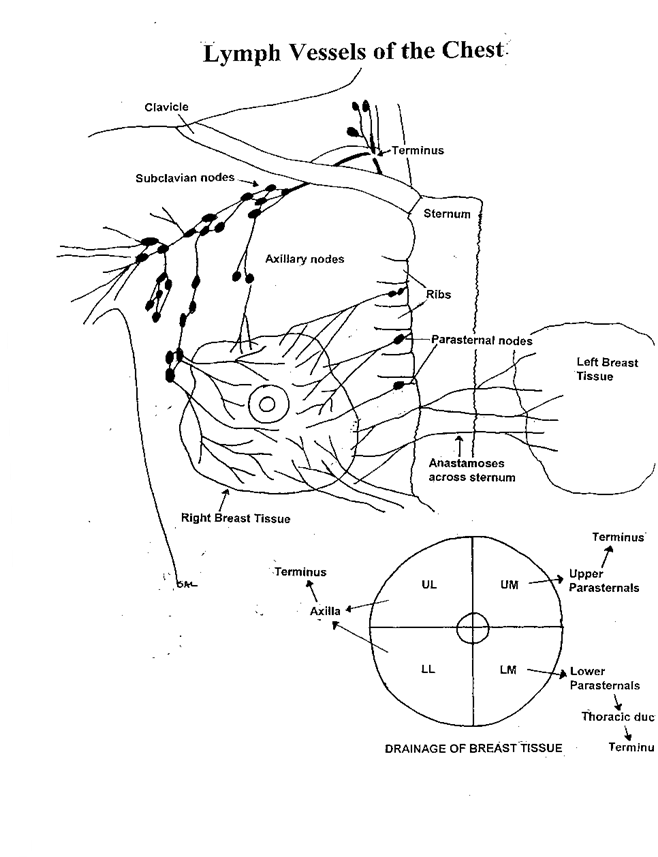 Lymph Vessels of the Chest
Clavicle
Terminus
Subclavian nodes
Sternum
Axillary nodes
Ribs
Parasternal nodes
Left Breast
Tissue
Anastamoses
across sternum
Right Breast Tissue
SAL
Terminus
Terminus
UL
UM
Upper
Parasternals
Axilla
LL
LM
Lower
Parasternals
Thoracic duc
Terminu
DRAINAGE OF BREAST TISSUE